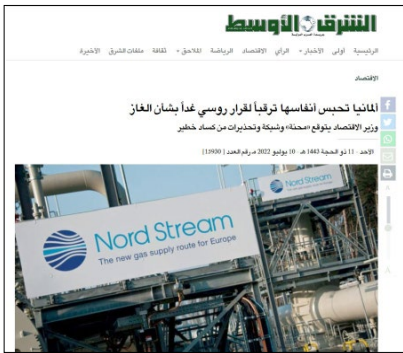 الشرق الأوسط
الرئيسية أولى الأخبار الرأي الاقتصاد الرياضة الملاحق ثقافة ملفات الشرق الأخيرة
الاقتصاد
ألمانيا تحبس أنفاسها ترقباً لقرار روسي غداً بشأن الغاز
وزير الاقتصاد يتوقع «محنة» وشيكة وتحذيرات من كساد خطير
الأحد - 11 ذو الحجة 1443 هـ - 10 يوليو 2022 مـ رقم العدد [15930]
Nord Stream
The new gas supply route for Europe
Nord Stream